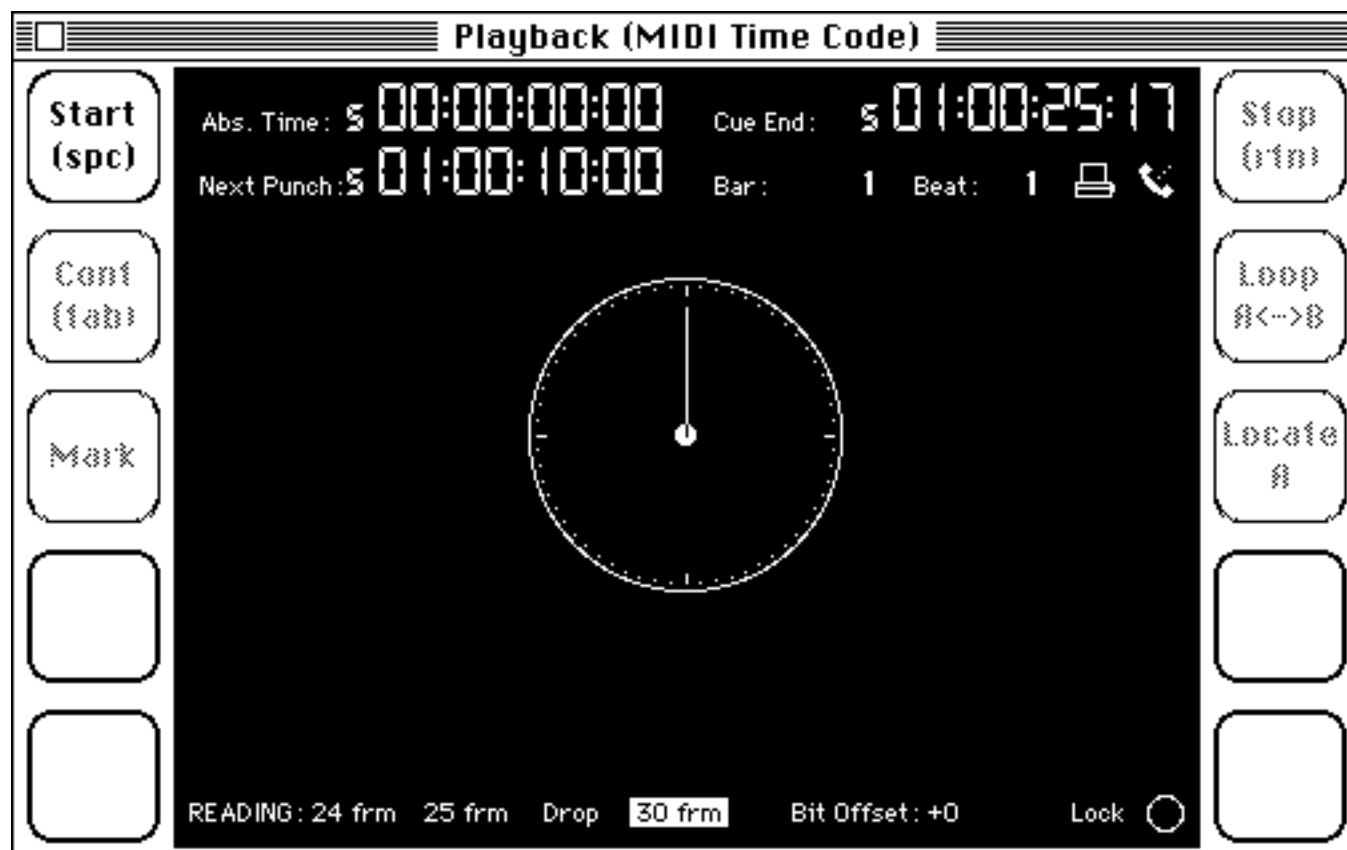 Playback (MIDI Time Code)
Start
(spc)
Abs. Time: S 00:00:00:00
Cue End: S 01:00:25:17
Stop
(rtn)
Next Punch: S 01:00:10:00
Bar: 1 Beat: 1
Cont
(tab)
Loop
A<-->B
Mark
Locate
A
READING: 24 frm 25 frm Drop 30 frm Bit Offset: +0 Lock